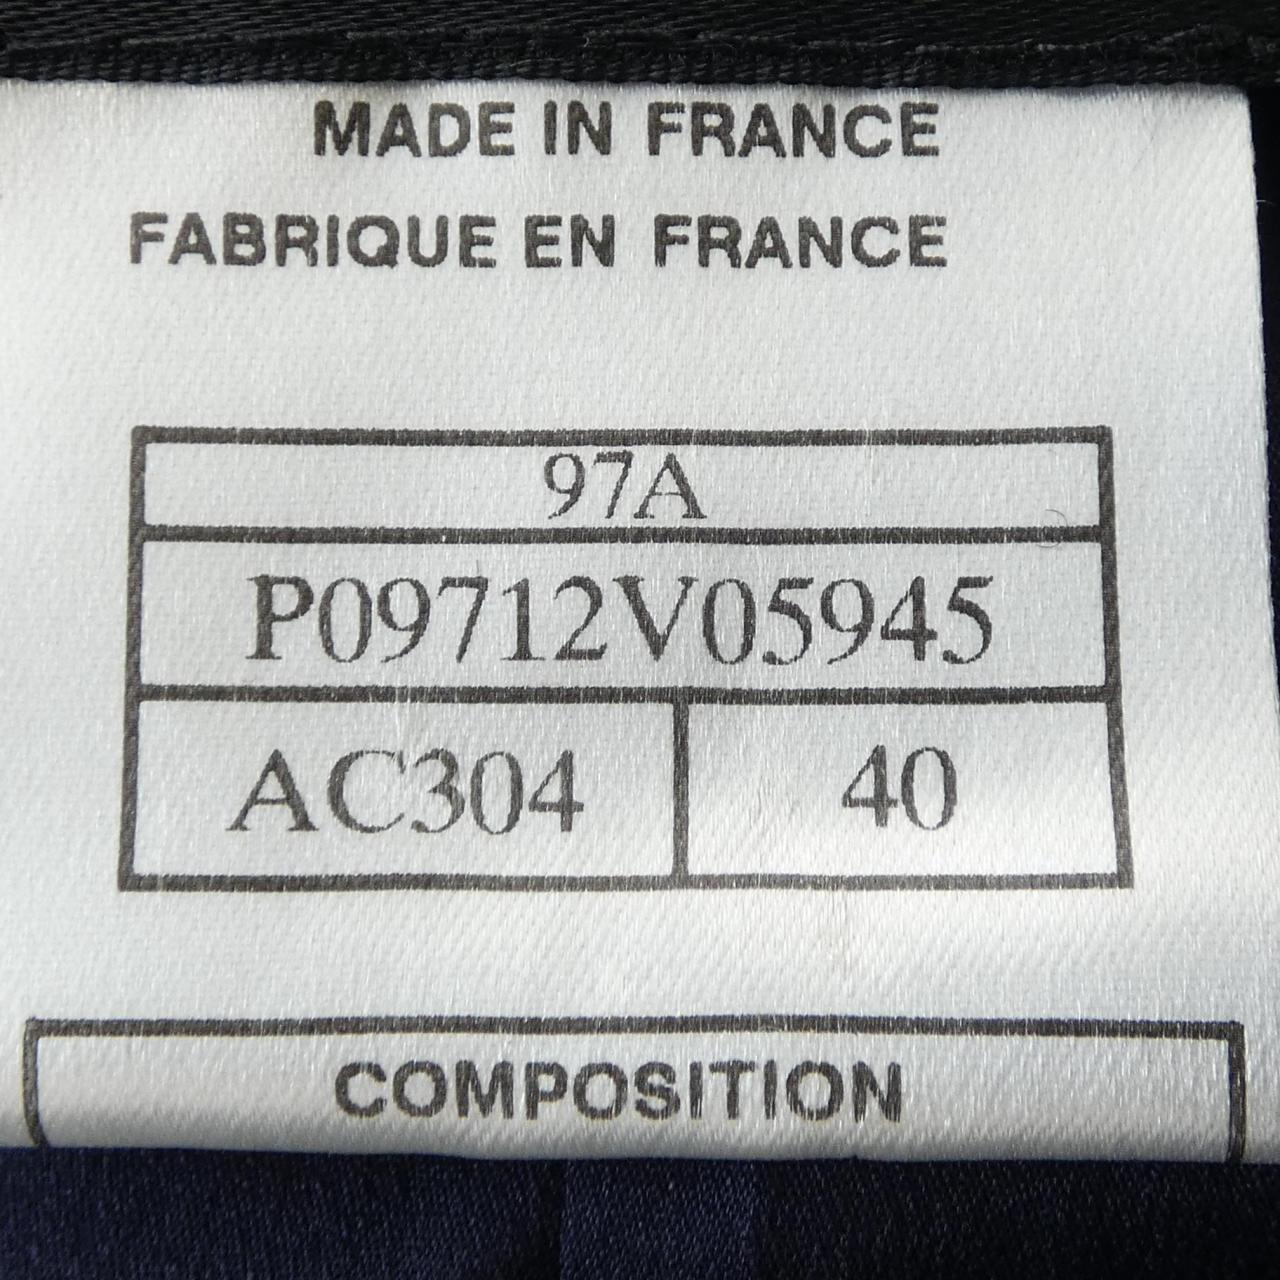 MADE IN FRANCE
FABRIQUE EN FRANCE
97A
P09712V05945
AC304 40
COMPOSITION